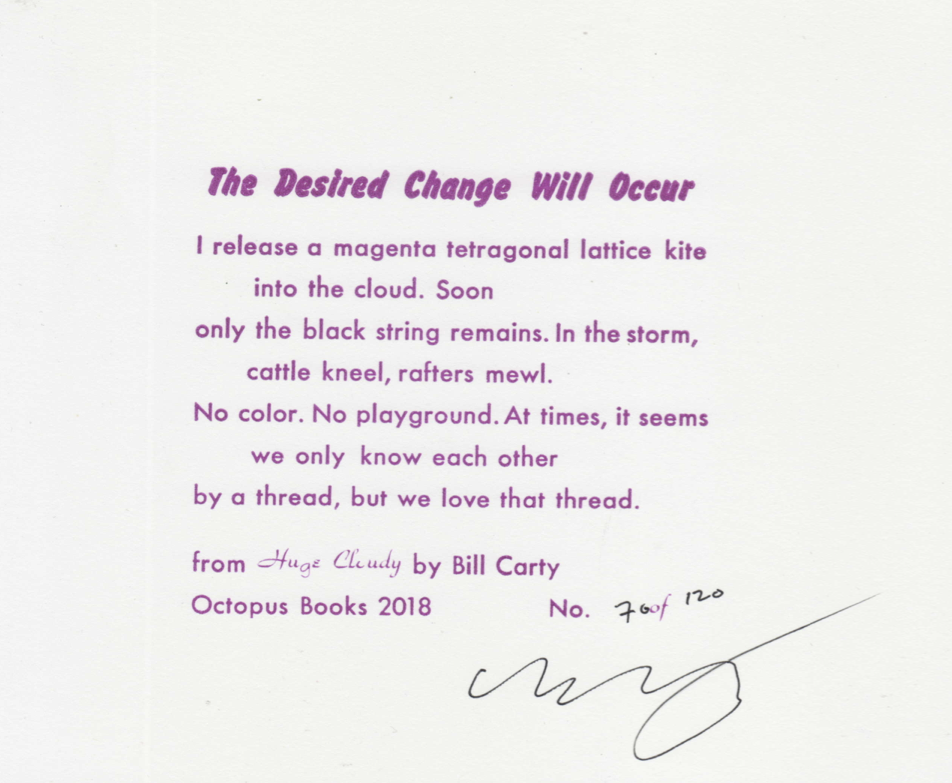 The Desired Change Will Occur
I release a magenta tetragonal lattice kite
into the cloud. Soon
only the black string remains. In the storm,
cattle kneel, rafters mewl.
No color. No playground. At times, it seems
we only know each other
by a thread, but we love that thread.
from Huge Cloudy by Bill Carty
Octopus Books 2018 No. 70 of 120